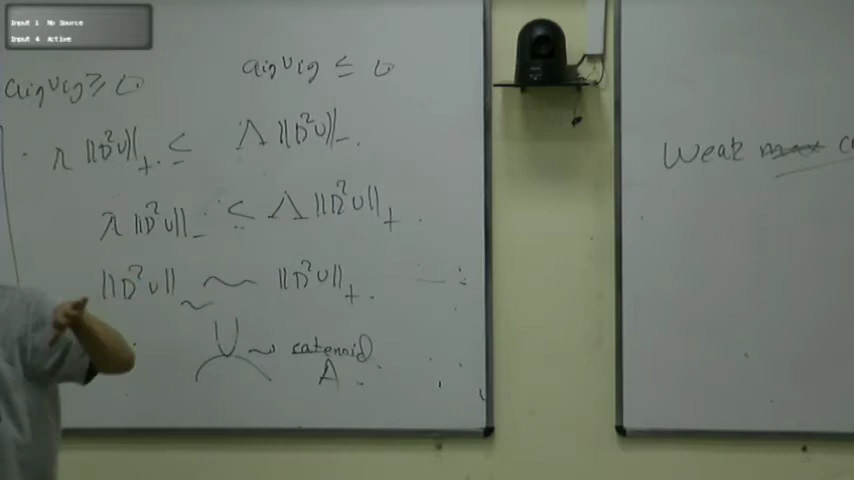 Input 1 No Source
Input 4 Active
aij uij ≥ 0
aij uij ≤ 0
λ ||D²u||₊ ≤ Λ ||D²u||₋.
λ ||D²u||₋ ≤ Λ ||D²u||₊.
||D²u||₋ ~ ||D²u||₊.
catenoid
A
Weak